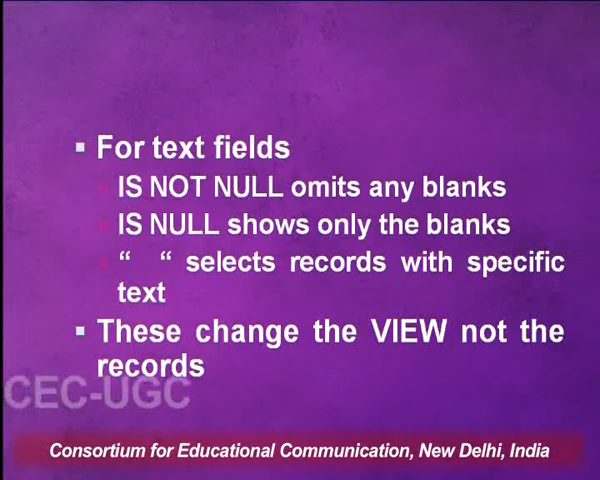 For text fields
IS NOT NULL omits any blanks
IS NULL shows only the blanks
“ “ selects records with specific
text
These change the VIEW not the
records
CEC-UGC
Consortium for Educational Communication, New Delhi, India